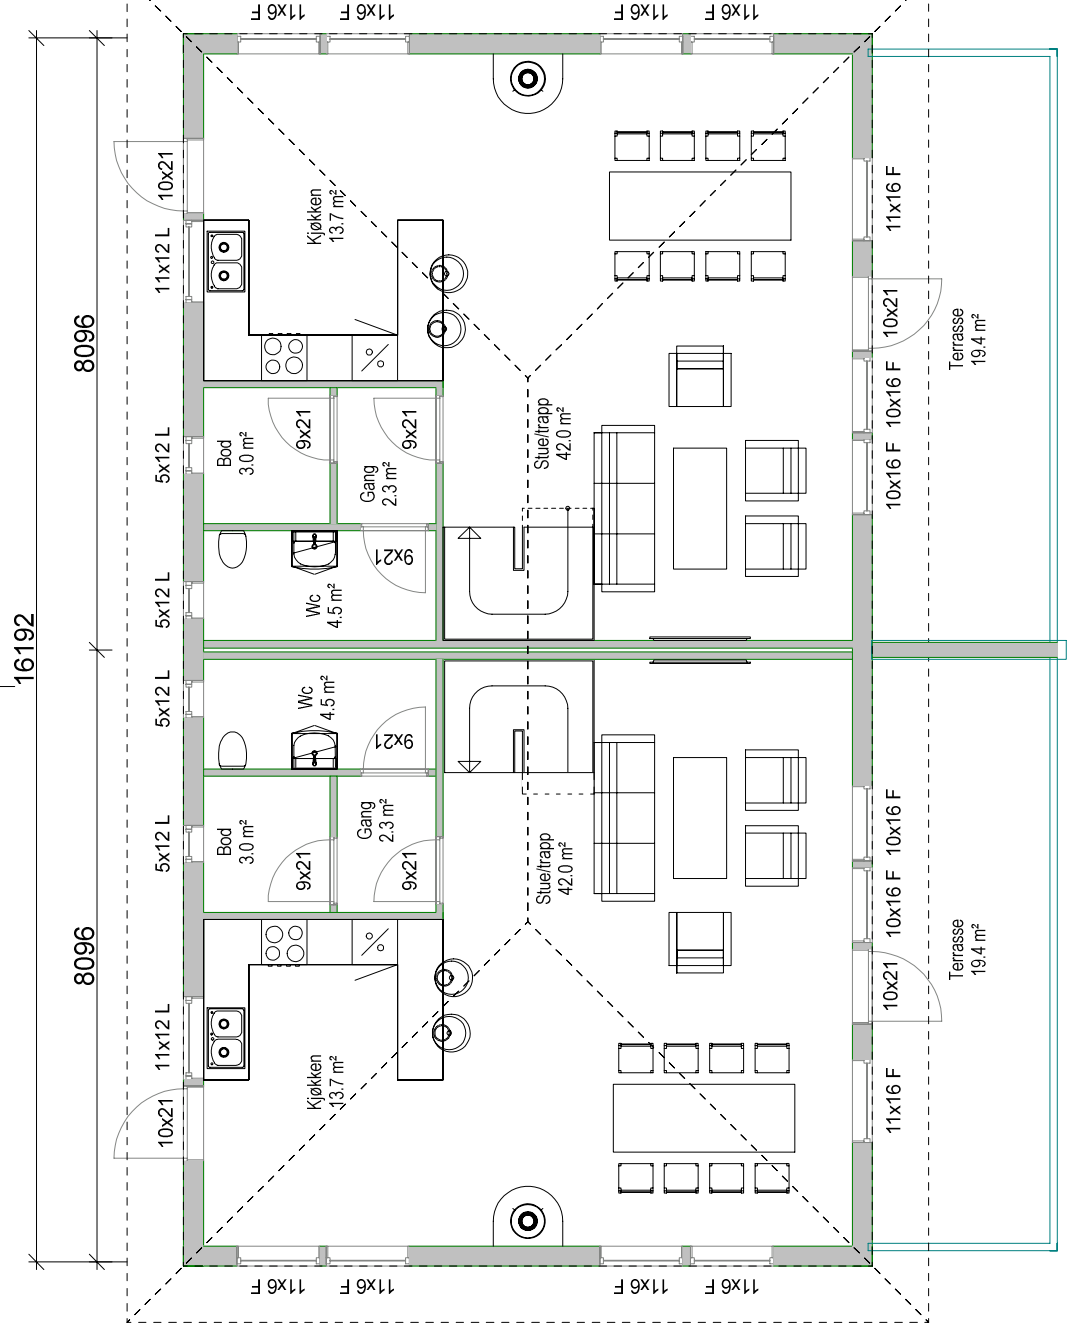 11x6 F
11x6 F
11x6 F
11x6 F
10x21
11x12 L
5x12 L
5x12 L
5x12 L
5x12 L
11x12 L
10x21
8096
16192
8096
Kjøkken
13.7 m²
Bod
3.0 m²
9x21
Gang
2.3 m²
9x21
Wc
4.5 m²
9x21
Stue/trapp
42.0 m²
11x16 F
10x21
10x16 F
10x16 F
Terrasse
19.4 m²
Wc
4.5 m²
9x21
Bod
3.0 m²
9x21
Gang
2.3 m²
9x21
Stue/trapp
42.0 m²
Kjøkken
13.7 m²
10x16 F
10x16 F
10x21
11x16 F
Terrasse
19.4 m²
11x6 F
11x6 F
11x6 F
11x6 F